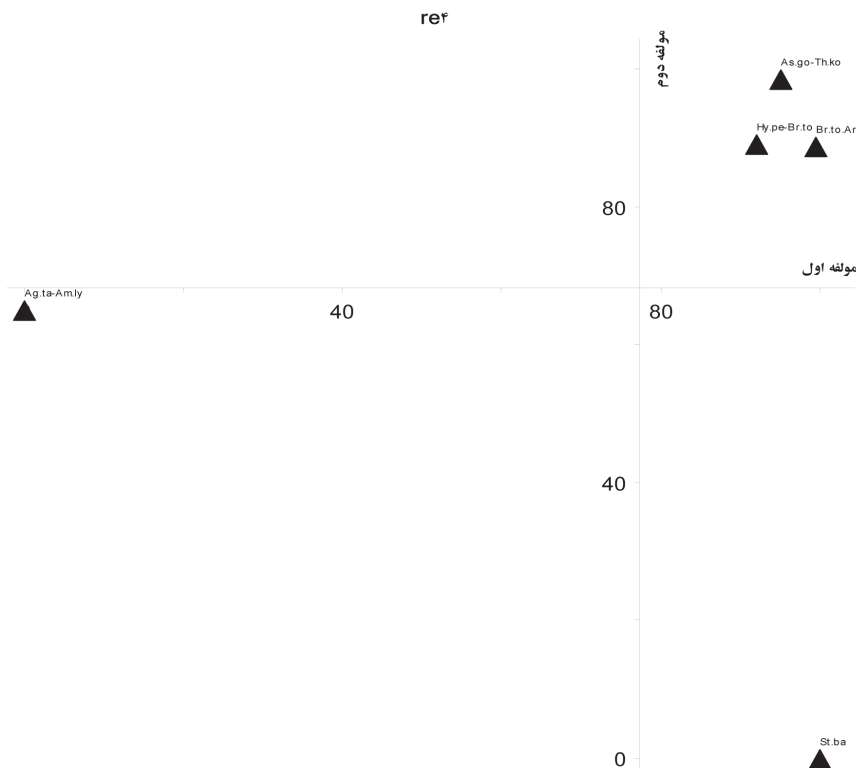 re۴
مولفه دوم
As.go-Th.ko
Hy.pe-Br.to
Br.to.Ar
80
مولفه اول
Ag.ta-Am.ly
40
80
40
St.ba
0